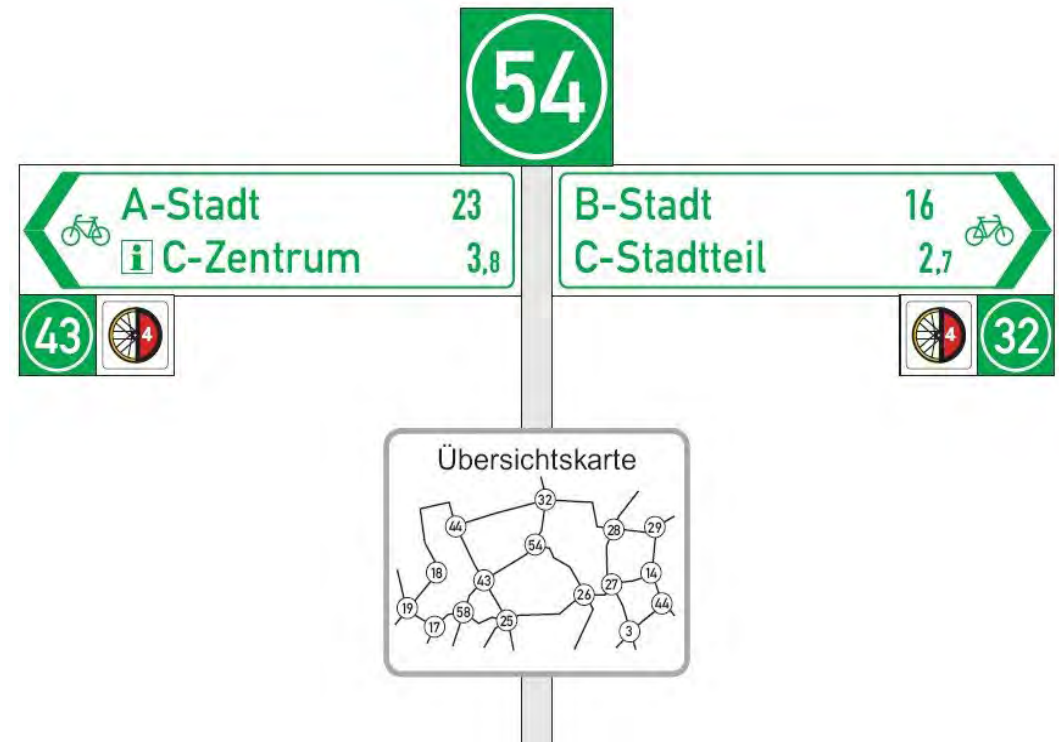 54
A-Stadt 23
i C-Zentrum 3,8
B-Stadt 16
C-Stadtteil 2,7
43 4
4 32
Übersichtskarte
32
44 28 29
54
18 43 27 14
19 58 25 26 44
17 3